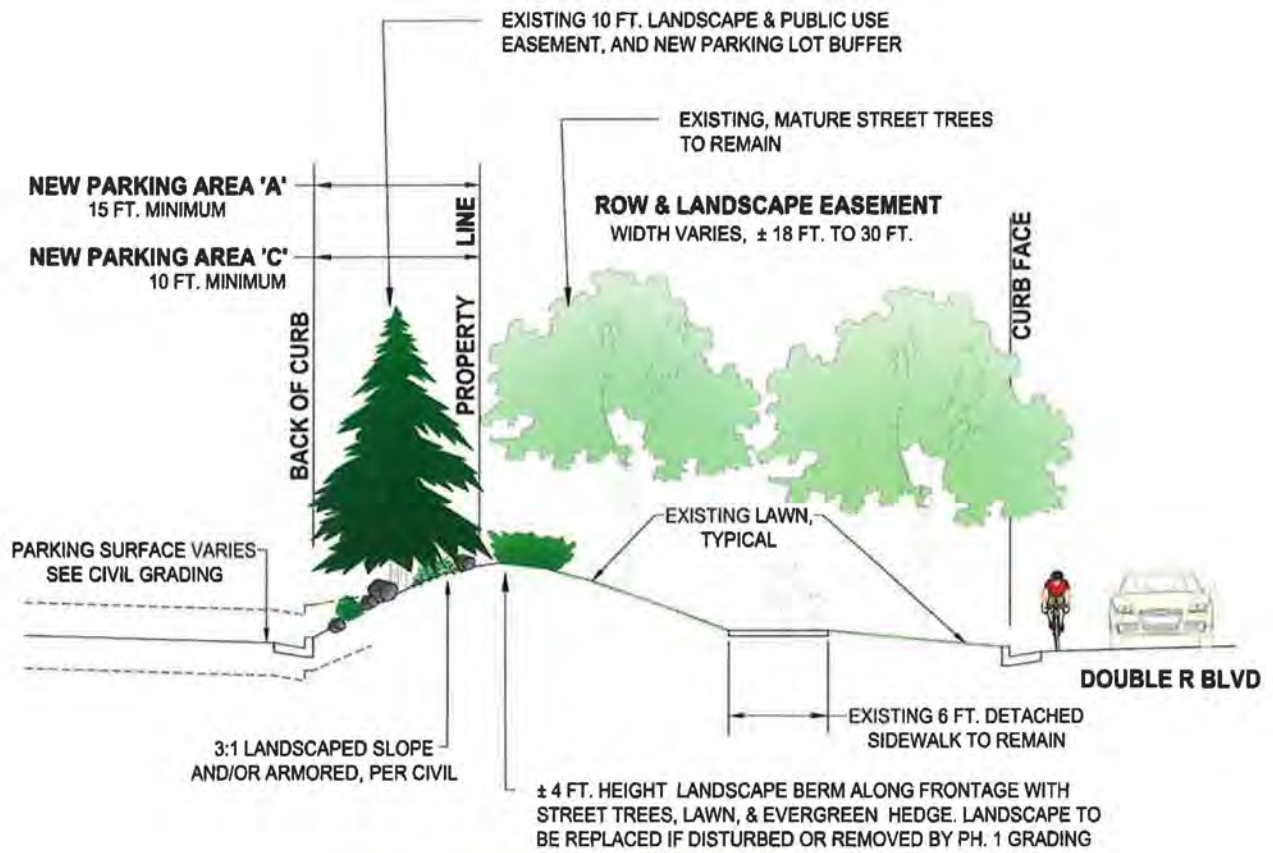 EXISTING 10 FT. LANDSCAPE & PUBLIC USE
EASEMENT, AND NEW PARKING LOT BUFFER
EXISTING, MATURE STREET TREES
TO REMAIN
NEW PARKING AREA 'A'
15 FT. MINIMUM
NEW PARKING AREA 'C'
10 FT. MINIMUM
ROW & LANDSCAPE EASEMENT
WIDTH VARIES, ± 18 FT. TO 30 FT.
BACK OF CURB
PROPERTY LINE
CURB FACE
PARKING SURFACE VARIES
SEE CIVIL GRADING
EXISTING LAWN,
TYPICAL
DOUBLE R BLVD
EXISTING 6 FT. DETACHED
SIDEWALK TO REMAIN
3:1 LANDSCAPED SLOPE
AND/OR ARMORED, PER CIVIL
± 4 FT. HEIGHT LANDSCAPE BERM ALONG FRONTAGE WITH
STREET TREES, LAWN, & EVERGREEN HEDGE. LANDSCAPE TO
BE REPLACED IF DISTURBED OR REMOVED BY PH. 1 GRADING